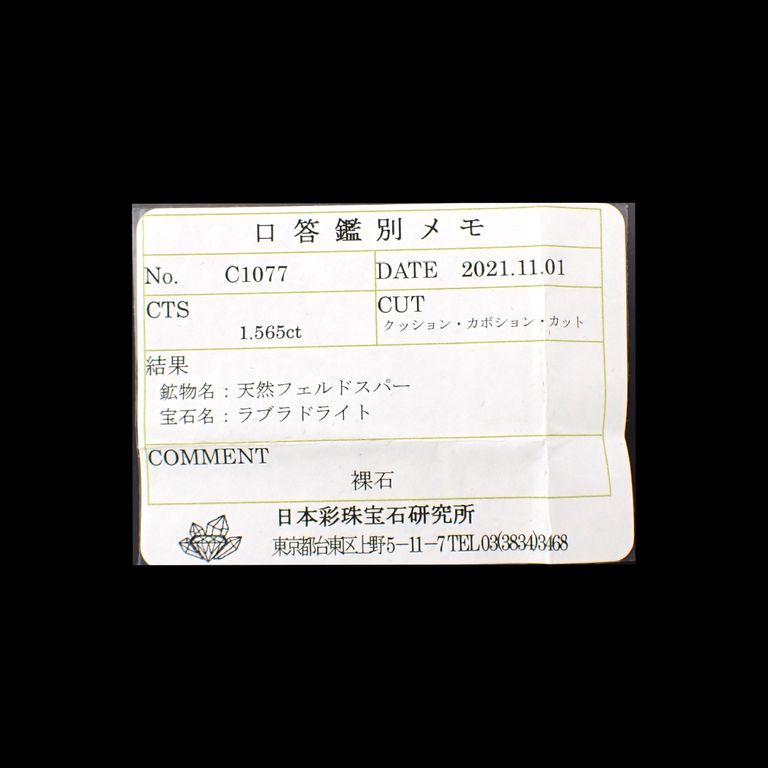 口答鑑別メモ
No. C1077 DATE 2021.11.01
CTS CUT
1.565ct クッション・カボション・カット
結果
鉱物名：天然フェルドスパー
宝石名：ラブラドライト
COMMENT
裸石
日本彩珠宝石研究所
東京都台東区上野5－11－7 TEL 03(3834)3468